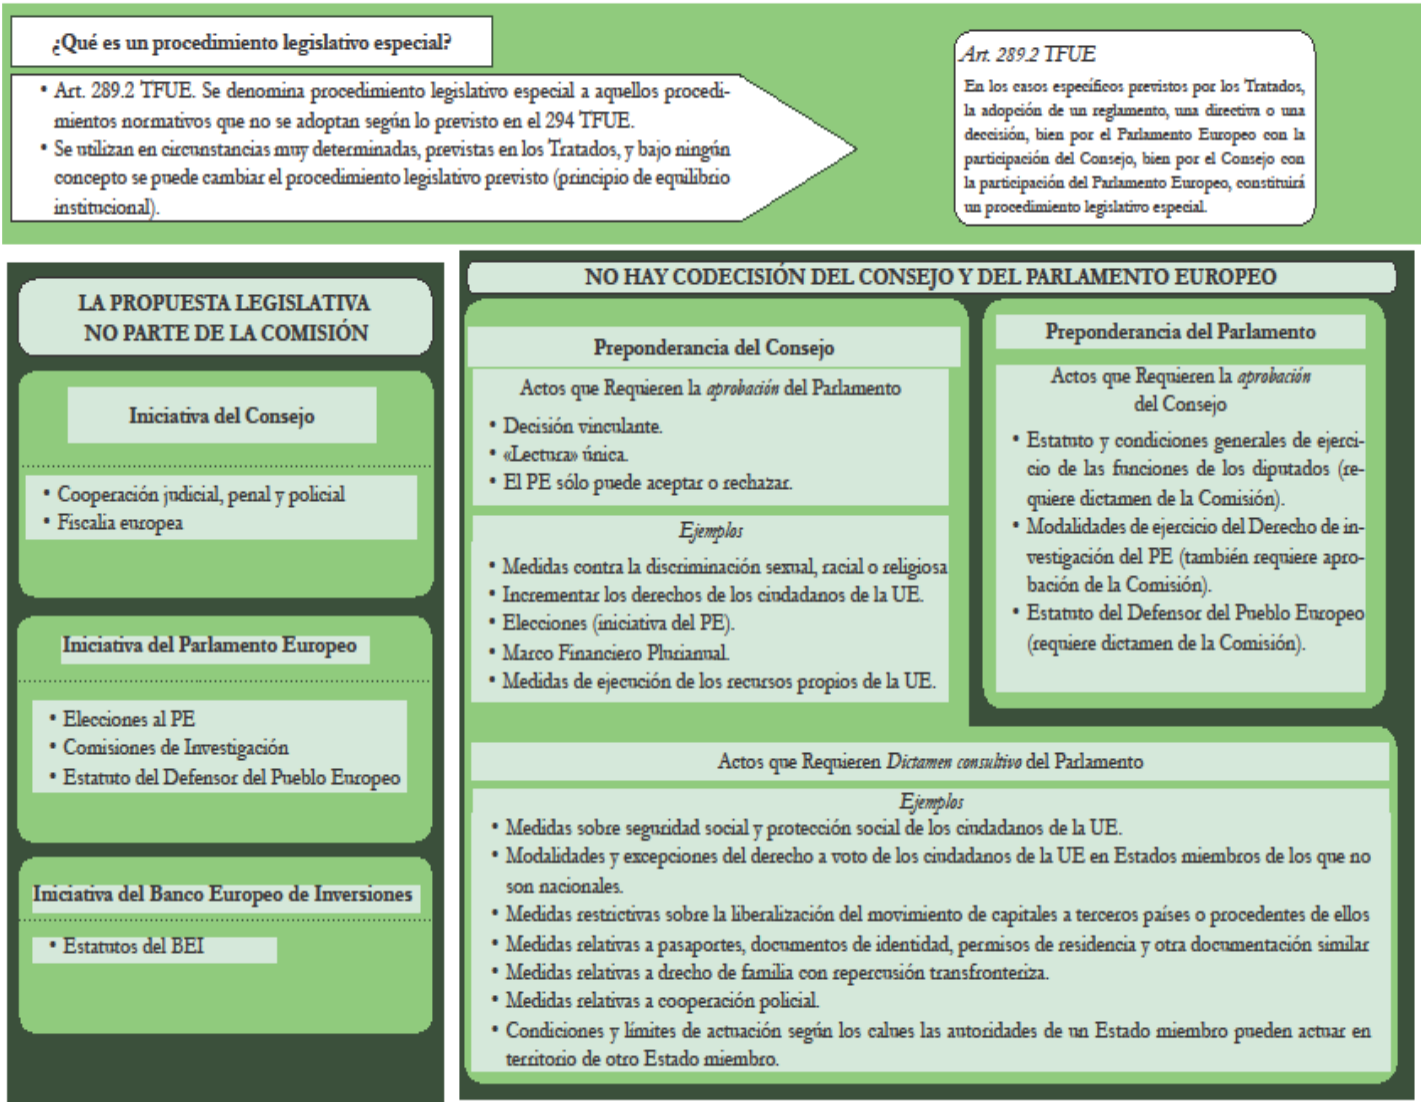 ¿Qué es un procedimiento legislativo especial?
• Art. 289.2 TFUE. Se denomina procedimiento legislativo especial a aquellos procedi-
mientos normativos que no se adoptan según lo previsto en el 294 TFUE.
• Se utilizan en circunstancias muy determinadas, previstas en los Tratados, y bajo ningún
concepto se puede cambiar el procedimiento legislativo previsto (principio de equilibrio
institucional).
Art. 289.2 TFUE
En los casos específicos previstos por los Tratados,
la adopción de un reglamento, una directiva o una
decisión, bien por el Parlamento Europeo con la
participación del Consejo, bien por el Consejo con
la participación del Parlamento Europeo, constituirá
un procedimiento legislativo especial.
LA PROPUESTA LEGISLATIVA
NO PARTE DE LA COMISIÓN
Iniciativa del Consejo
• Cooperación judicial, penal y policial
• Fiscalia europea
Iniciativa del Parlamento Europeo
• Elecciones al PE
• Comisiones de Investigación
• Estatuto del Defensor del Pueblo Europeo
Iniciativa del Banco Europeo de Inversiones
• Estatutos del BEI
NO HAY CODECISIÓN DEL CONSEJO Y DEL PARLAMENTO EUROPEO
Preponderancia del Consejo
Actos que Requieren la aprobación del Parlamento
• Decisión vinculante.
• «Lectura» única.
• El PE sólo puede aceptar o rechazar.
Ejemplos
• Medidas contra la discriminación sexual, racial o religiosa
• Incrementar los derechos de los ciudadanos de la UE.
• Elecciones (iniciativa del PE).
• Marco Financiero Plurianual.
• Medidas de ejecución de los recursos propios de la UE.
Preponderancia del Parlamento
Actos que Requieren la aprobación
del Consejo
• Estatuto y condiciones generales de ejerci-
cio de las funciones de los diputados (re-
quiere dictamen de la Comisión).
• Modalidades de ejercicio del Derecho de in-
vestigación del PE (también requiere apro-
bación de la Comisión).
• Estatuto del Defensor del Pueblo Europeo
(requiere dictamen de la Comisión).
Actos que Requieren Dictamen consultivo del Parlamento
Ejemplos
• Medidas sobre seguridad social y protección social de los ciudadanos de la UE.
• Modalidades y excepciones del derecho a voto de los ciudadanos de la UE en Estados miembros de los que no
son nacionales.
• Medidas restrictivas sobre la liberalización del movimiento de capitales a terceros países o procedentes de ellos
• Medidas relativas a pasaportes, documentos de identidad, permisos de residencia y otra documentación similar
• Medidas relativas a drecho de familia con repercusión transfronteriza.
• Medidas relativas a cooperación policial.
• Condiciones y límites de actuación según los calues las autoridades de un Estado miembro pueden actuar en
territorio de otro Estado miembro.